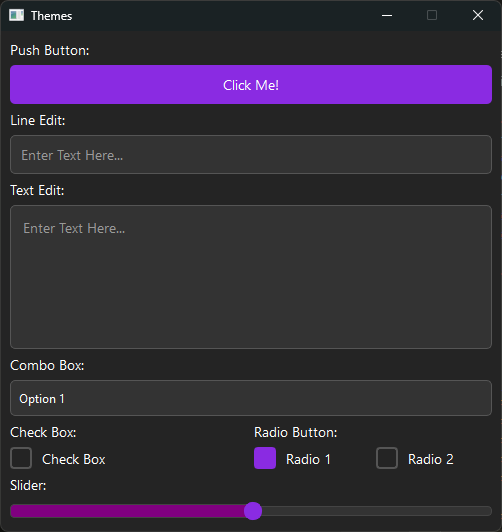 Themes
Push Button:
Click Me!
Line Edit:
Enter Text Here...
Text Edit:
Enter Text Here...
Combo Box:
Option 1
Check Box: Radio Button:
Check Box Radio 1 Radio 2
Slider: